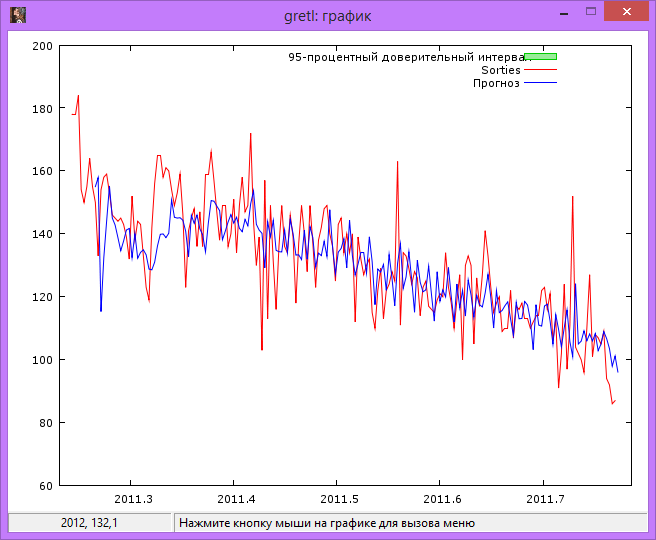 gretl: график
95-процентный доверительный интервал
Sorties
Прогноз
200
180
160
140
120
100
80
60
2011.3
2011.4
2011.5
2011.6
2011.7
2012, 132,1
Нажмите кнопку мыши на графике для вызова меню